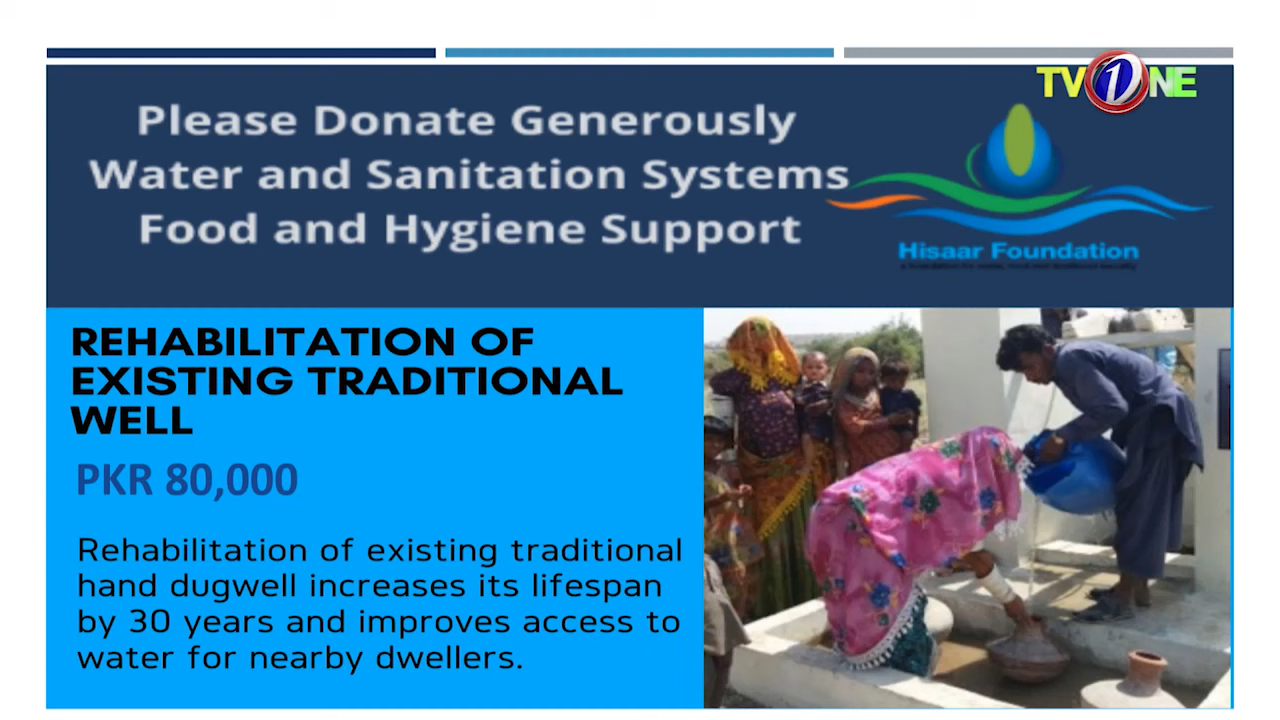 TV1NE
Please Donate Generously
Water and Sanitation Systems
Food and Hygiene Support
Hisaar Foundation
REHABILITATION OF
EXISTING TRADITIONAL
WELL
PKR 80,000
Rehabilitation of existing traditional
hand dugwell increases its lifespan
by 30 years and improves access to
water for nearby dwellers.